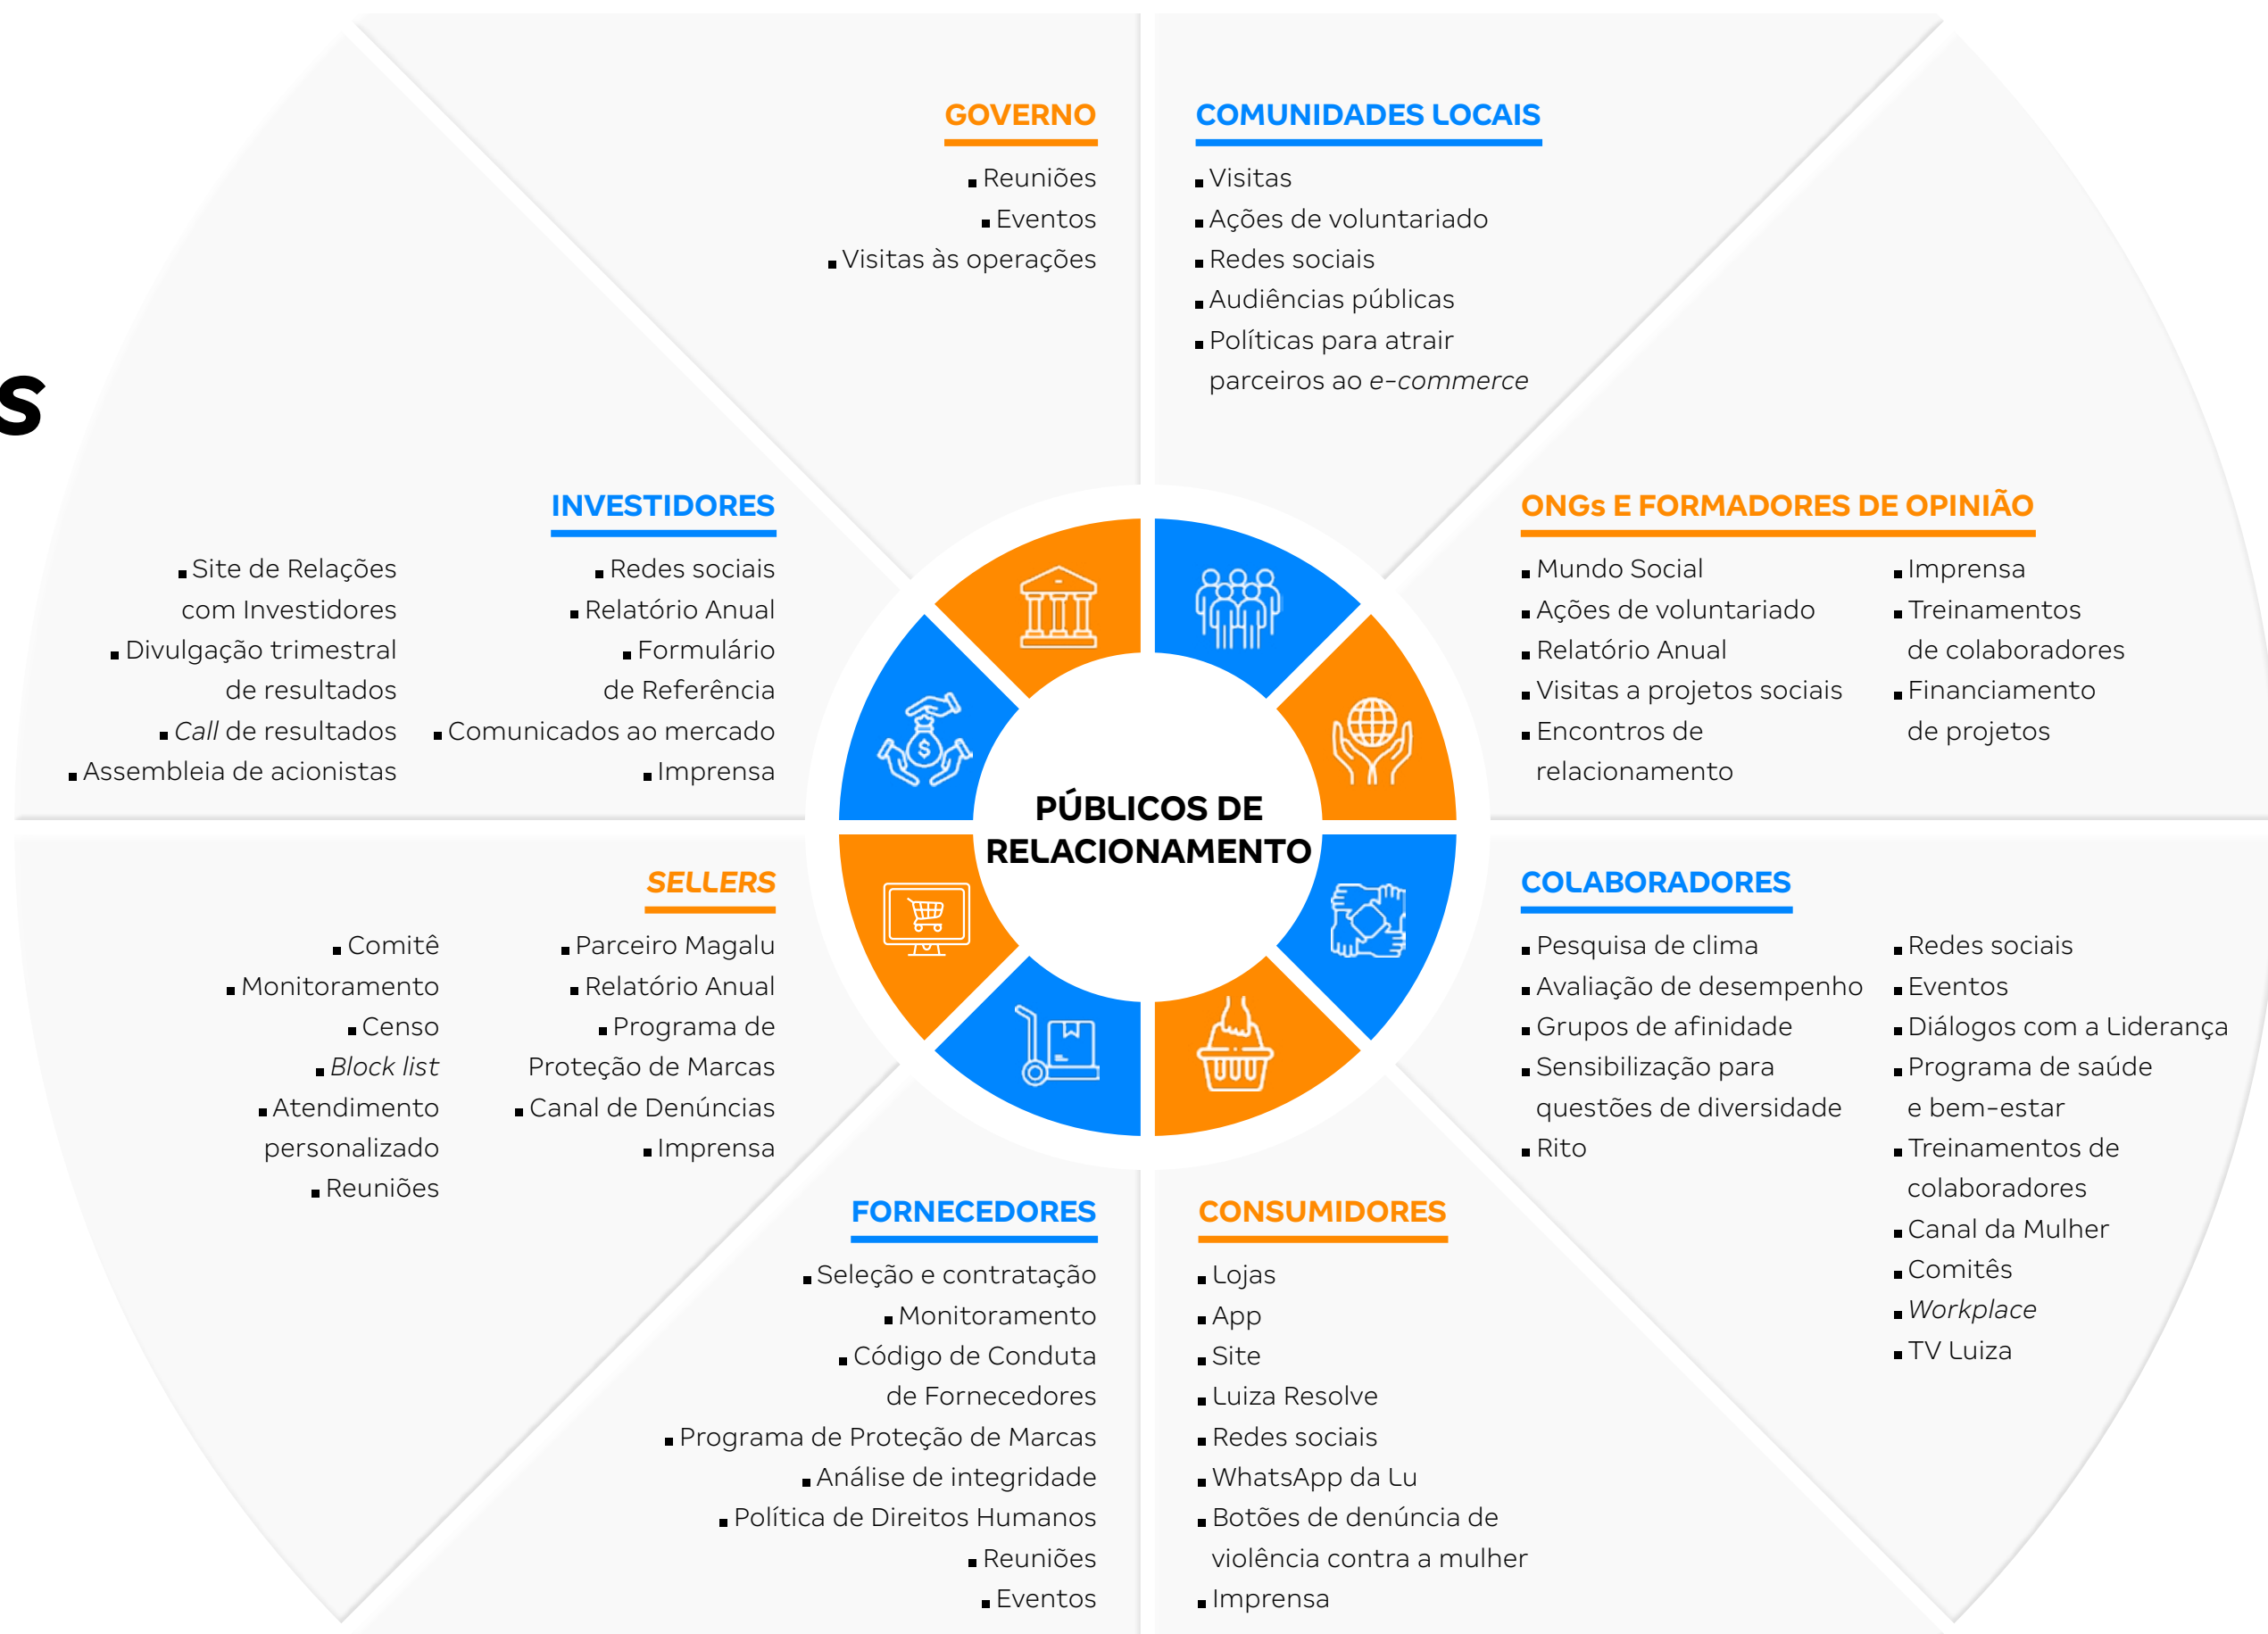 s
GOVERNO
Reuniões
Eventos
Visitas às operações
COMUNIDADES LOCAIS
Visitas
Ações de voluntariado
Redes sociais
Audiências públicas
Políticas para atrair
parceiros ao e-commerce
INVESTIDORES
Site de Relações
com Investidores
Divulgação trimestral
de resultados
Call de resultados
Assembleia de acionistas
Redes sociais
Relatório Anual
Formulário
de Referência
Comunicados ao mercado
Imprensa
ONGs E FORMADORES DE OPINIÃO
Mundo Social
Ações de voluntariado
Relatório Anual
Visitas a projetos sociais
Encontros de
relacionamento
Imprensa
Treinamentos
de colaboradores
Financiamento
de projetos
$
PÚBLICOS DE
RELACIONAMENTO
SELLERS
Comitê
Monitoramento
Censo
Block list
Atendimento
personalizado
Reuniões
Parceiro Magalu
Relatório Anual
Programa de
Proteção de Marcas
Canal de Denúncias
Imprensa
COLABORADORES
Pesquisa de clima
Avaliação de desempenho
Grupos de afinidade
Sensibilização para
questões de diversidade
Rito
Redes sociais
Eventos
Diálogos com a Liderança
Programa de saúde
e bem-estar
Treinamentos de
colaboradores
Canal da Mulher
Comitês
Workplace
TV Luiza
FORNECEDORES
Seleção e contratação
Monitoramento
Código de Conduta
de Fornecedores
Programa de Proteção de Marcas
Análise de integridade
Política de Direitos Humanos
Reuniões
Eventos
CONSUMIDORES
Lojas
App
Site
Luiza Resolve
Redes sociais
WhatsApp da Lu
Botões de denúncia de
violência contra a mulher
Imprensa